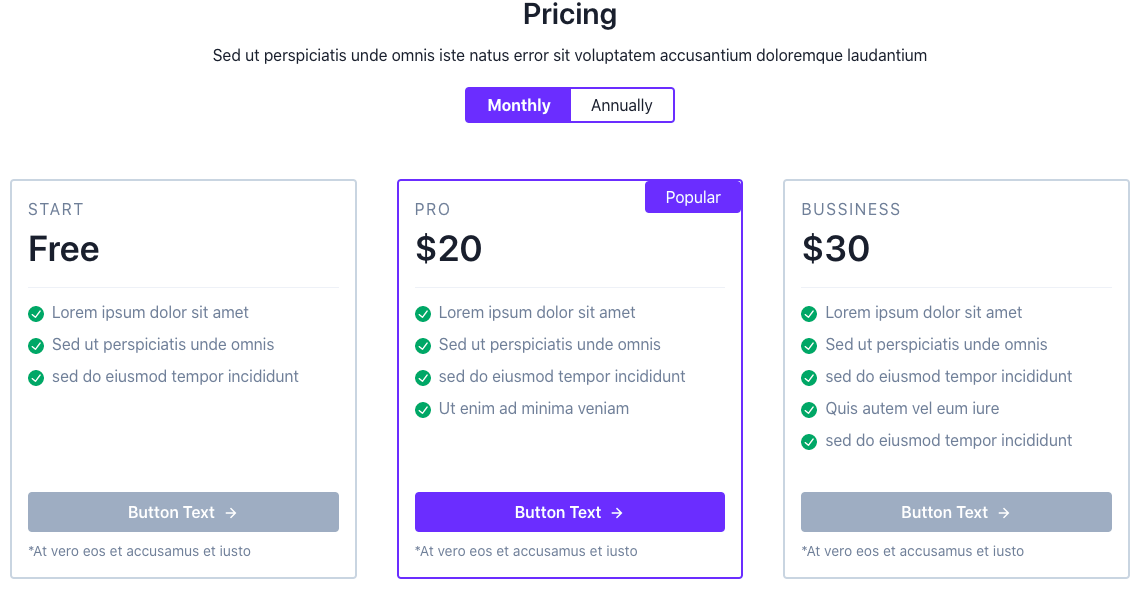 Pricing
Sed ut perspiciatis unde omnis iste natus error sit voluptatem accusantium doloremque laudantium
Monthly
Annually
START
Free
Lorem ipsum dolor sit amet
Sed ut perspiciatis unde omnis
sed do eiusmod tempor incididunt
Button Text →
*At vero eos et accusamus et iusto
Popular
PRO
$20
Lorem ipsum dolor sit amet
Sed ut perspiciatis unde omnis
sed do eiusmod tempor incididunt
Ut enim ad minima veniam
Button Text →
*At vero eos et accusamus et iusto
BUSSINESS
$30
Lorem ipsum dolor sit amet
Sed ut perspiciatis unde omnis
sed do eiusmod tempor incididunt
Quis autem vel eum iure
sed do eiusmod tempor incididunt
Button Text →
*At vero eos et accusamus et iusto